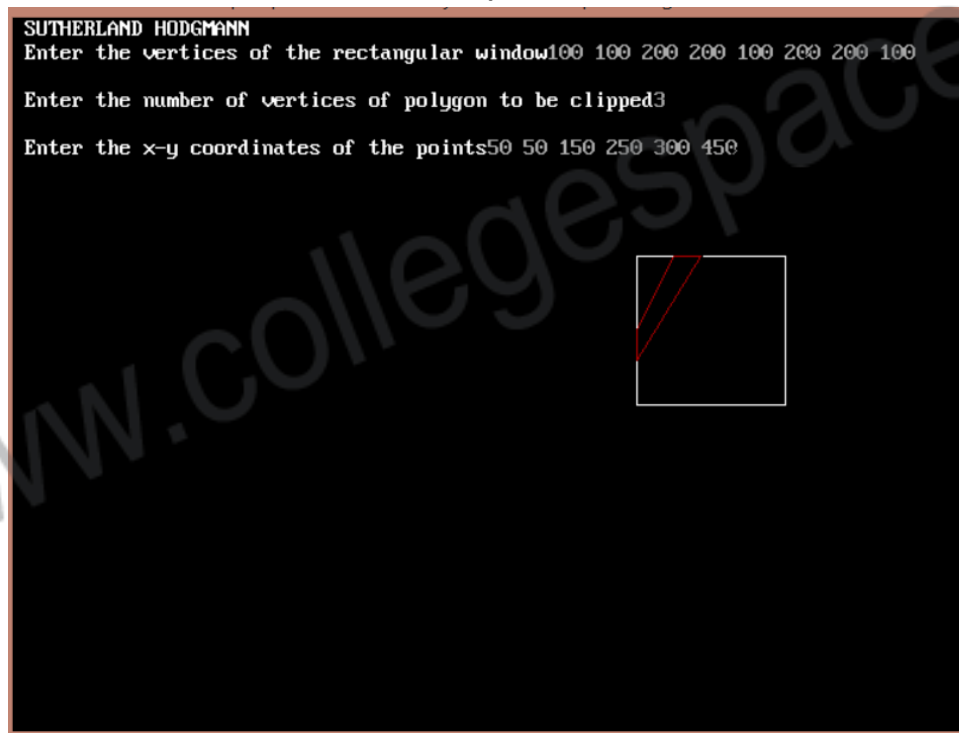 SUTHERLAND HODGMANN
Enter the vertices of the rectangular window100 100 200 200 100 200 200 100
Enter the number of vertices of polygon to be clipped3
Enter the x-y coordinates of the points50 50 150 250 300 450
ww.collegespace